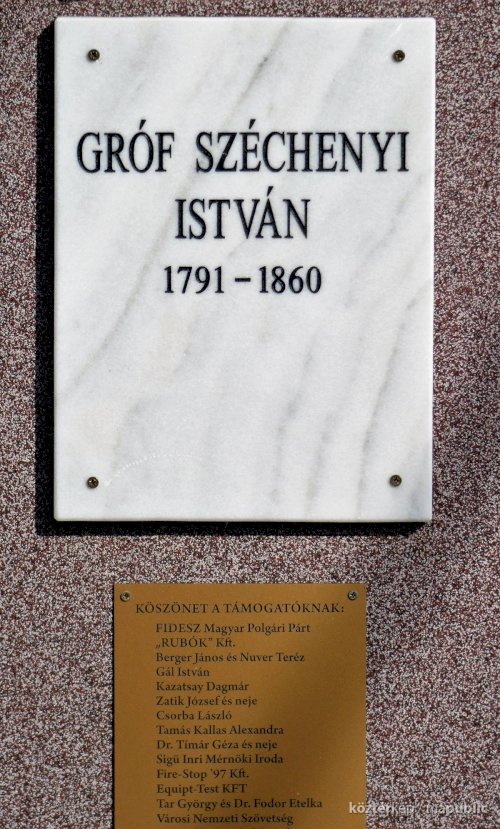 GRÓF SZÉCHENYI
ISTVÁN
1791 – 1860
KÖSZÖNET A TÁMOGATÓKNAK:
FIDESZ Magyar Polgári Párt
„RUBÓK” Kft.
Berger János és Nuver Teréz
Gál István
Kazatsay Dagmár
Zatik József és neje
Csorba László
Tamás Kallas Alexandra
Dr. Tímár Géza és neje
Sigü Inri Mérnöki Iroda
Fire-Stop '97 Kft.
Equipt-Test KFT
Tar György és Dr. Fodor Etelka
Városi Nemzeti Szövetség
köztérkép